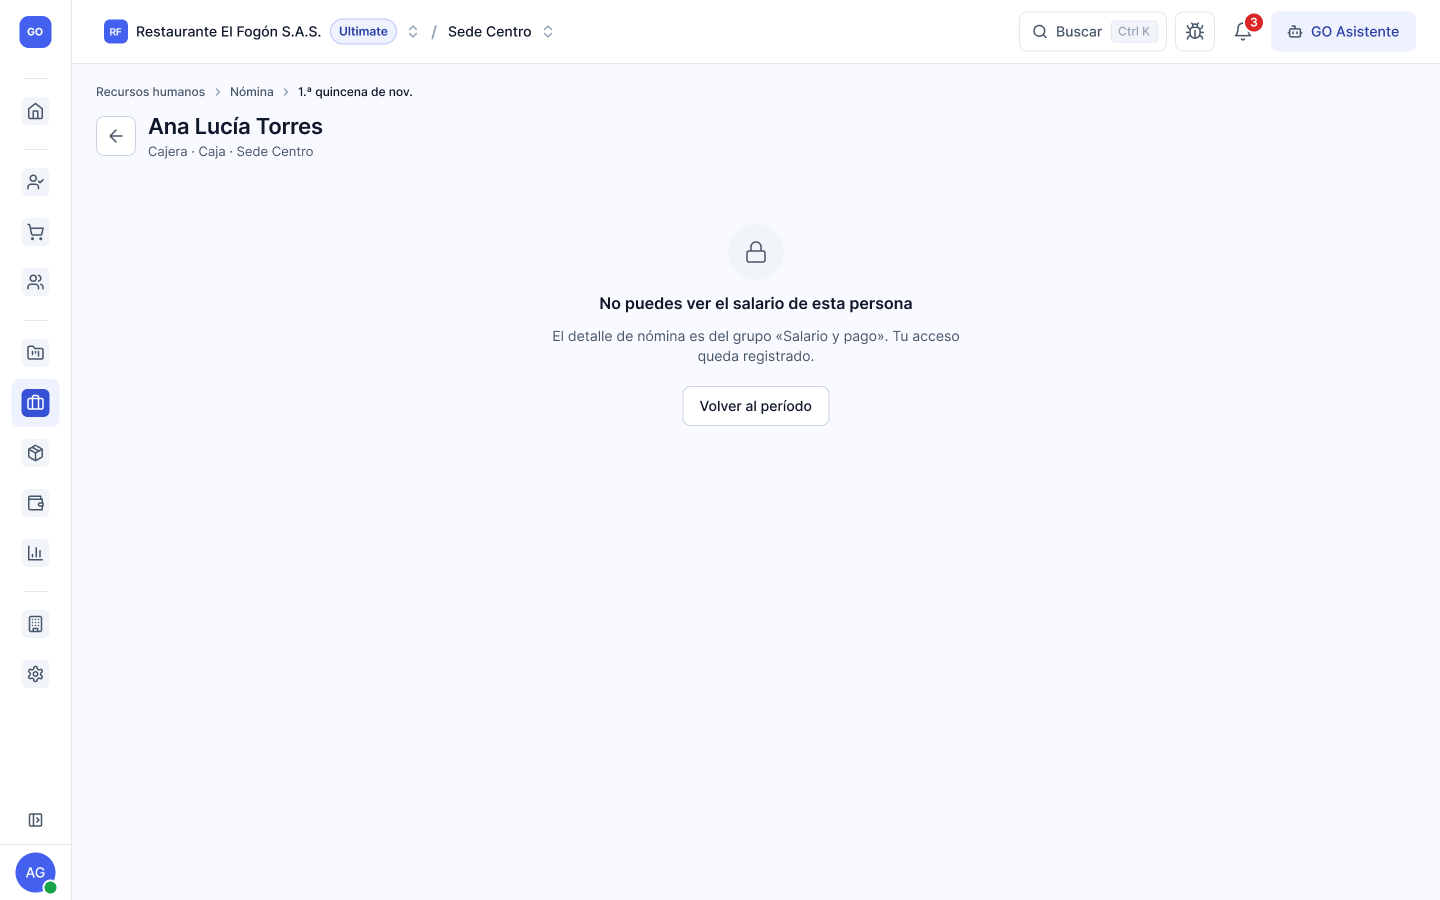 GO
RF Restaurante El Fogón S.A.S. Ultimate / Sede Centro
Buscar Ctrl K
3
GO Asistente
Recursos humanos > Nómina > 1.ª quincena de nov.
Ana Lucía Torres
Cajera · Caja · Sede Centro
No puedes ver el salario de esta persona
El detalle de nómina es del grupo «Salario y pago». Tu acceso
queda registrado.
Volver al período
AG